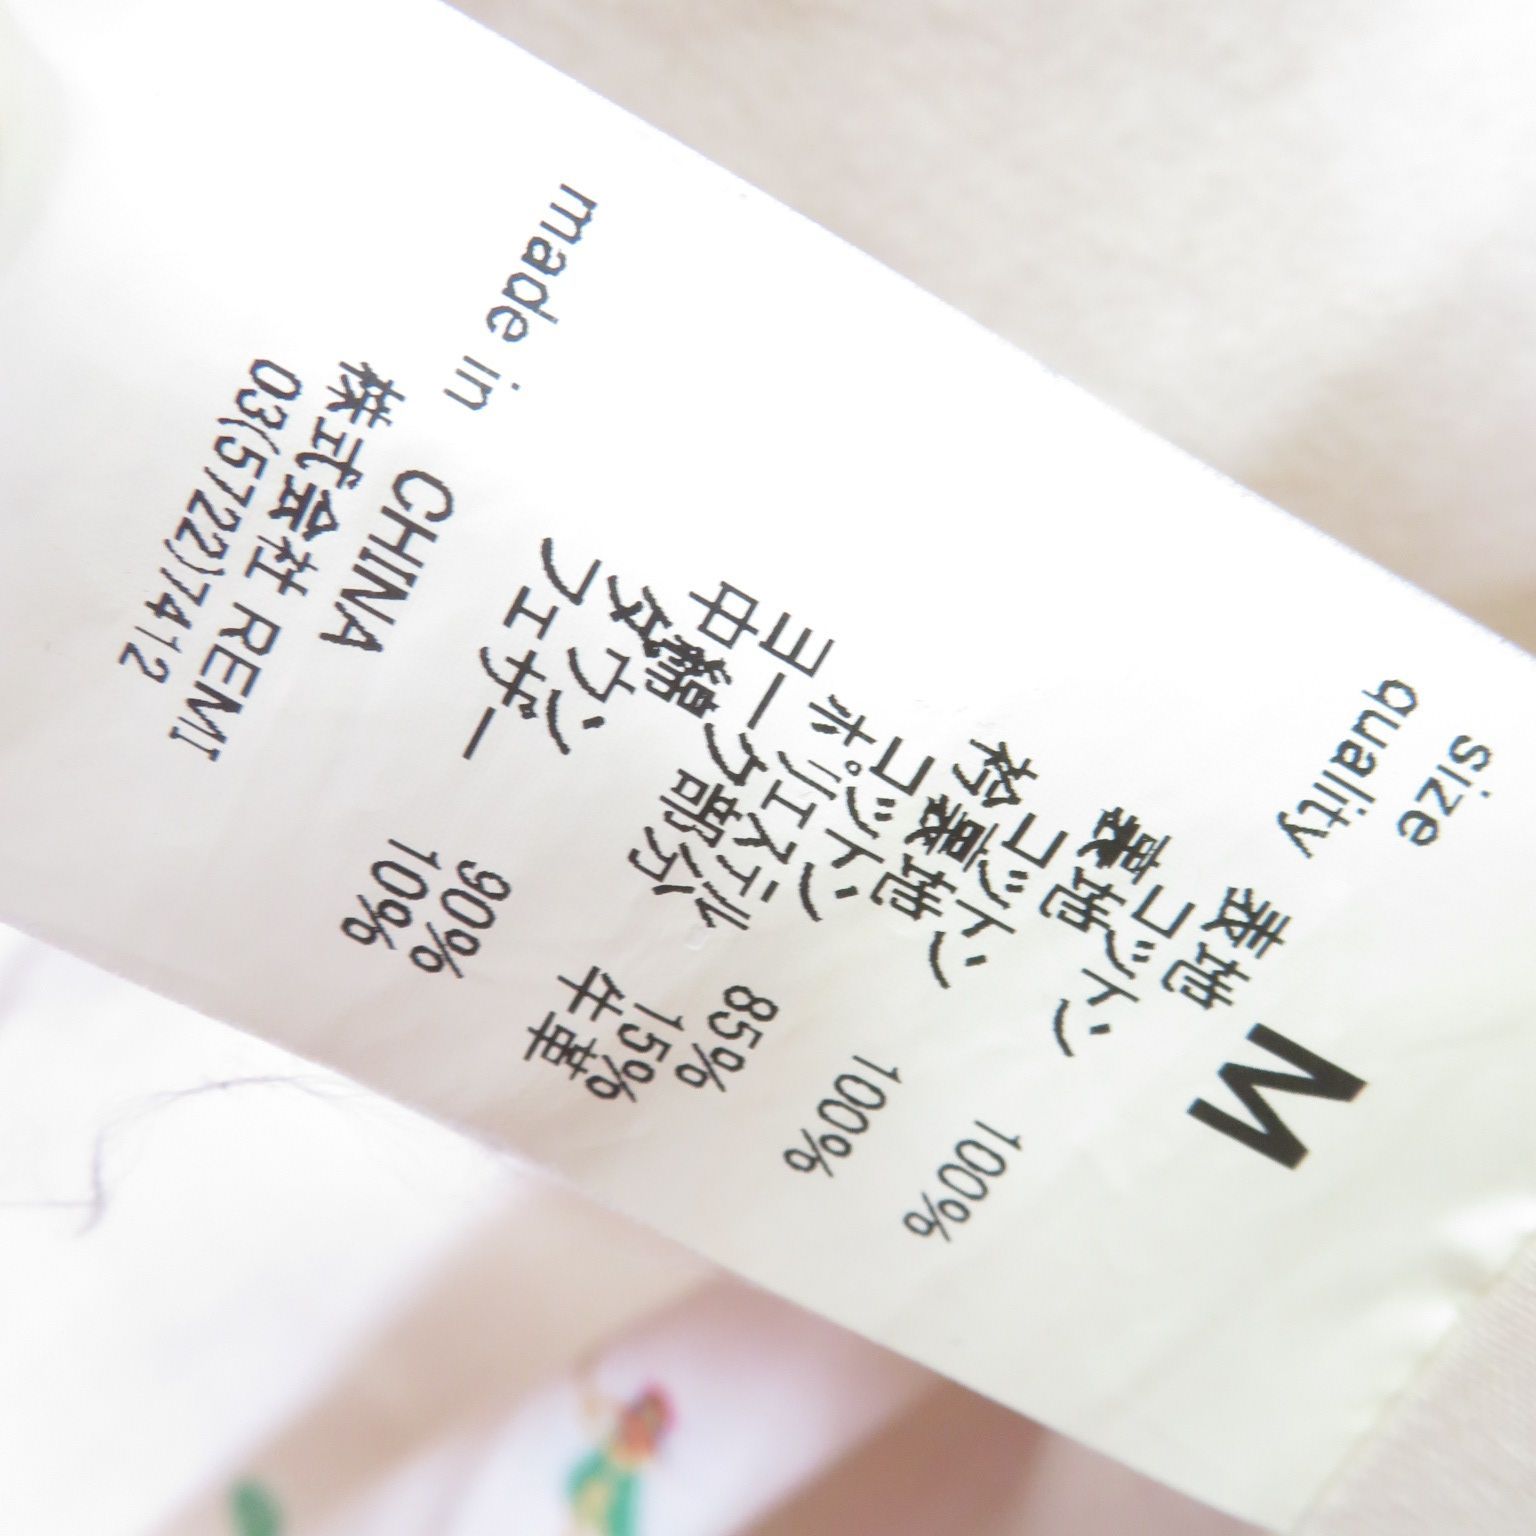 size M
quality
表地
コットン 100%
裏地
コットン 100%
衿裏地
コットン 85%
ポリエステル 15%
ヨーク部分 牛革
中綿
ダウン 90%
フェザー 10%
made in CHINA
株式会社 REMI
03(5722)7412